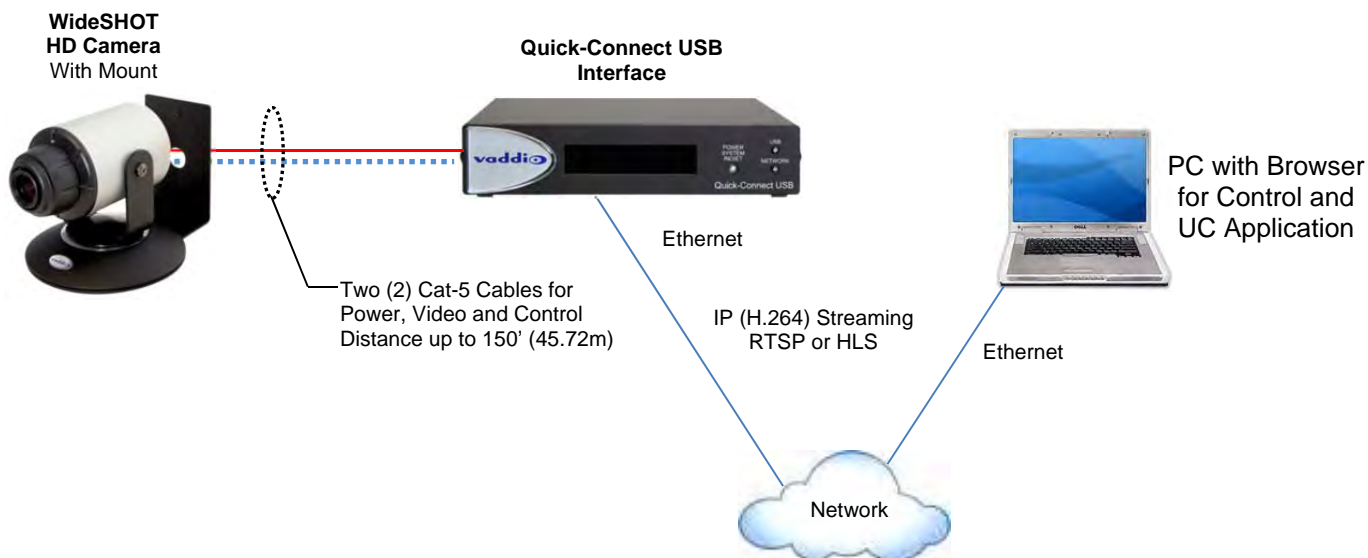 WideSHOT
HD Camera
With Mount
Quick-Connect USB
Interface
vaddio
POWER
SYSTEM
RESET
USB
NETWORK
Quick-Connect USB
DELL
PC with Browser
for Control and
UC Application
Ethernet
Two (2) Cat-5 Cables for
Power, Video and Control
Distance up to 150’ (45.72m)
IP (H.264) Streaming
RTSP or HLS
Ethernet
Network